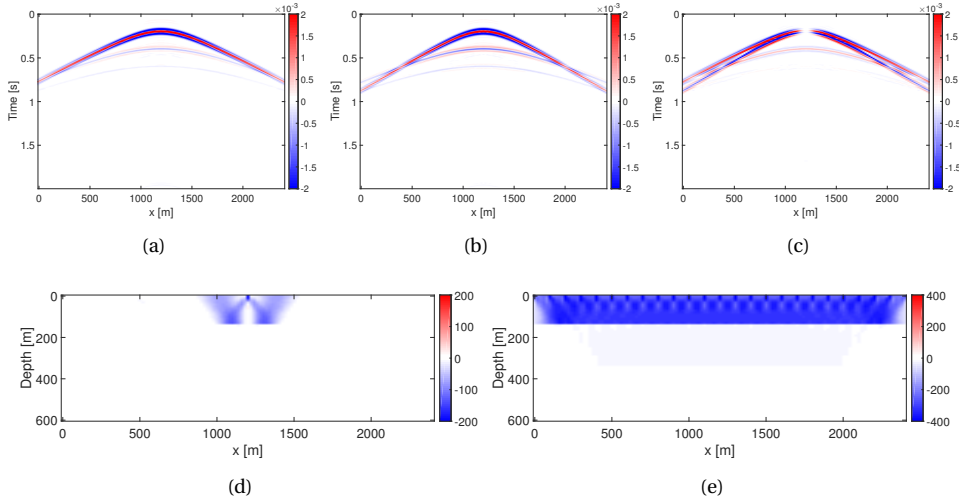 ×10⁻³ ×10⁻³ ×10⁻³
0 2 0 2 0 2
1.5 1.5 1.5
0.5 1 0.5 1 0.5 1
0.5 0.5 0.5
Time [s] 1 0 Time [s] 1 0 Time [s] 1 0
-0.5 -0.5 -0.5
1.5 -1 1.5 -1 1.5 -1
-1.5 -1.5 -1.5
-2 -2 -2
0 500 1000 1500 2000 0 500 1000 1500 2000 0 500 1000 1500 2000
x [m] x [m] x [m]
(a) (b) (c)
0 200 0 400
100 200
Depth [m] 200 0 Depth [m] 200 0
400 -100 400 -200
600 -200 600 -400
0 500 1000 1500 2000 0 500 1000 1500 2000
x [m] x [m]
(d) (e)